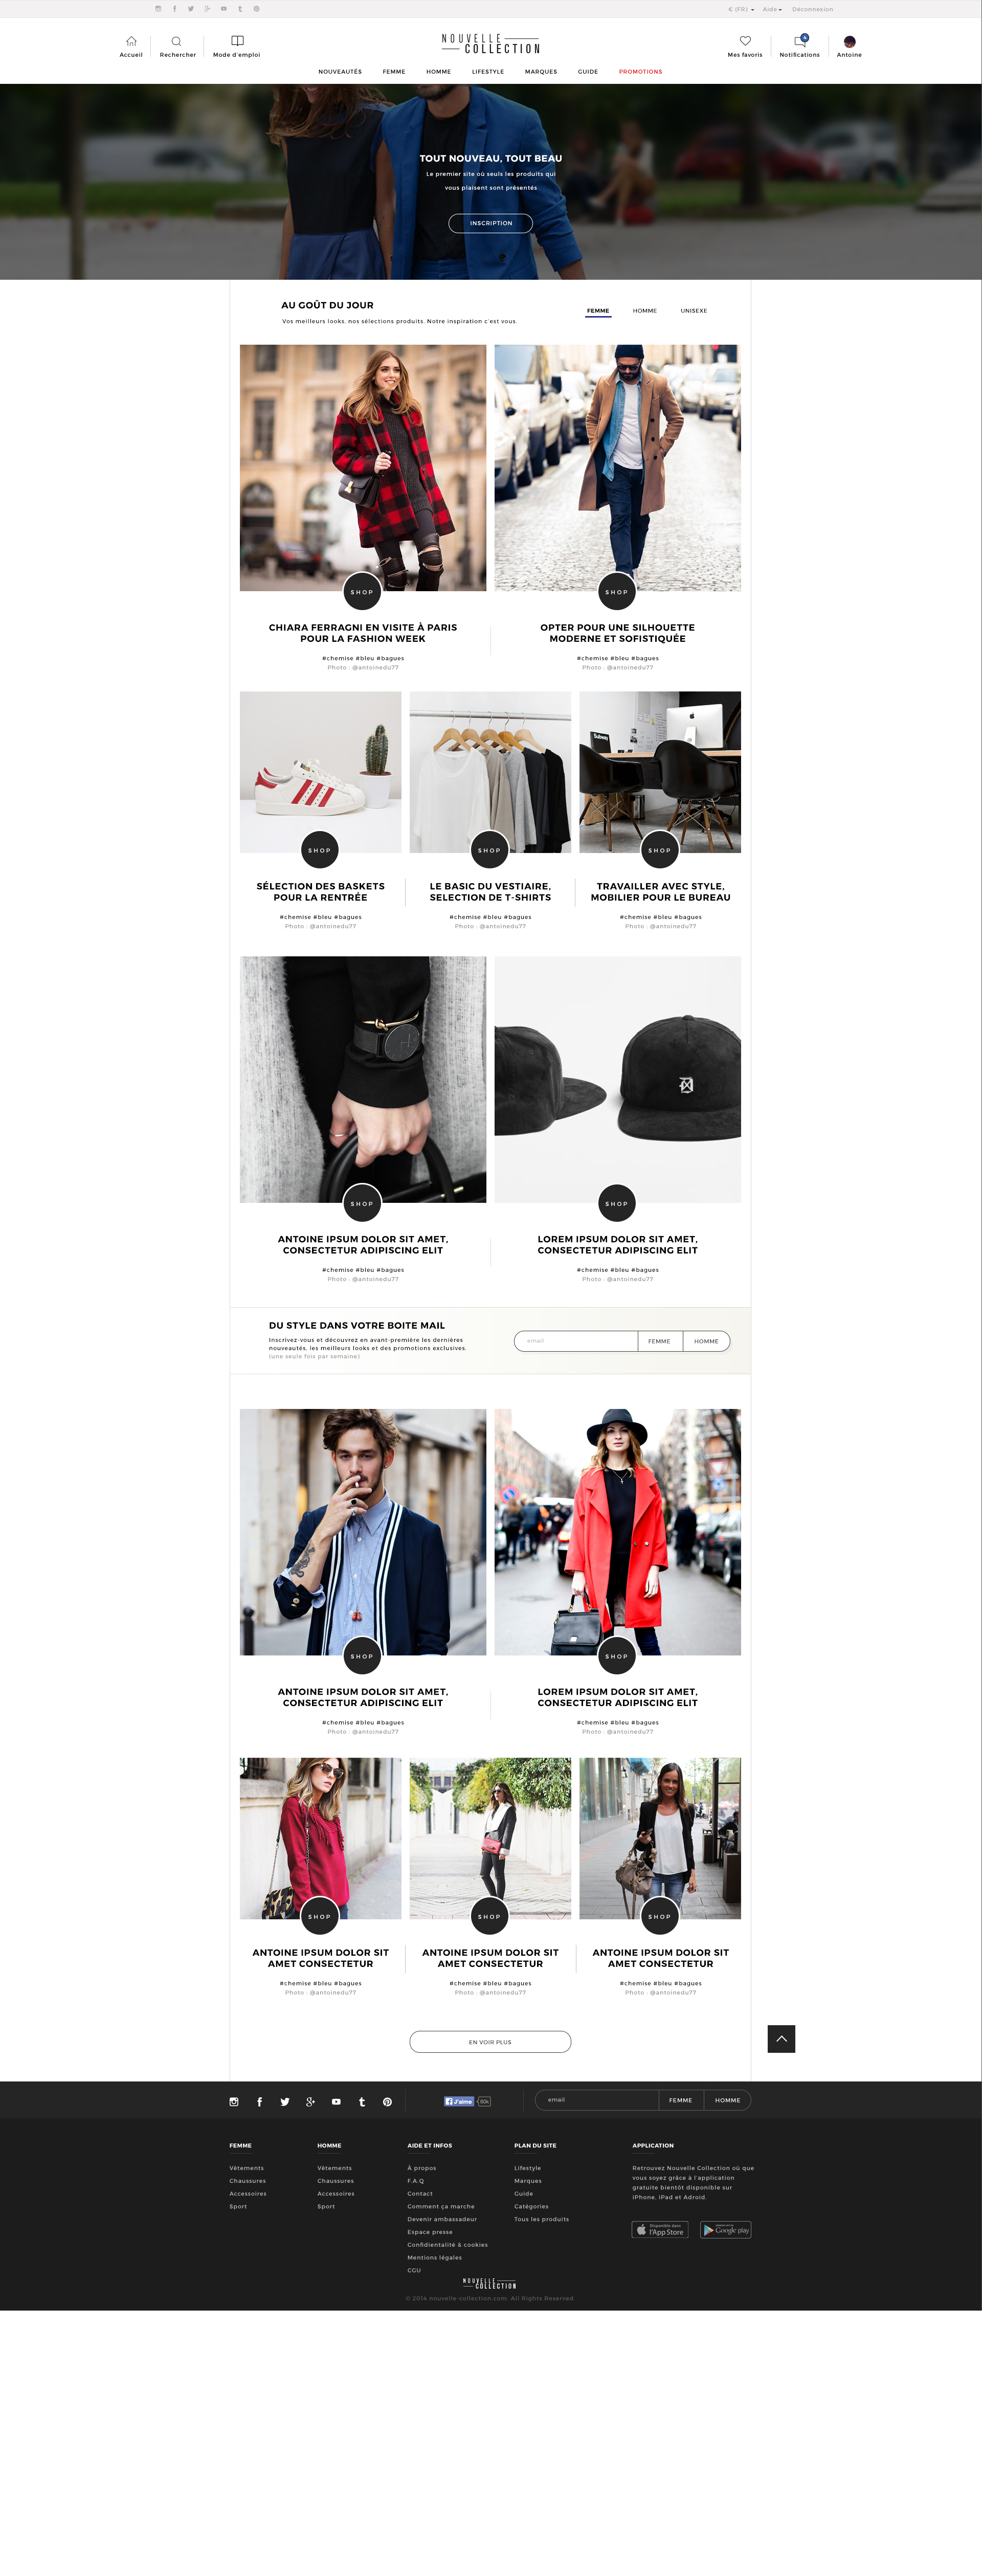 € (FR) Aide Déconnexion
Accueil Rechercher Mode d'emploi
NOUVELLE
COLLECTION
4
Mes favoris Notifications Antoine
NOUVEAUTÉS FEMME HOMME LIFESTYLE MARQUES GUIDE PROMOTIONS
TOUT NOUVEAU, TOUT BEAU
Le premier site où seuls les produits qui
vous plaisent sont présentés
INSCRIPTION
AU GOÛT DU JOUR
Vos meilleurs looks, nos sélections produits. Notre inspiration c'est vous.
FEMME HOMME UNISEXE
SHOP SHOP
CHIARA FERRAGNI EN VISITE À PARIS
POUR LA FASHION WEEK
#chemise #bleu #bagues
Photo : @antoinedu77
OPTER POUR UNE SILHOUETTE
MODERNE ET SOFISTIQUÉE
#chemise #bleu #bagues
Photo : @antoinedu77
Subway
SHOP SHOP SHOP
SÉLECTION DES BASKETS
POUR LA RENTRÉE
#chemise #bleu #bagues
Photo : @antoinedu77
LE BASIC DU VESTIAIRE,
SELECTION DE T-SHIRTS
#chemise #bleu #bagues
Photo : @antoinedu77
TRAVAILLER AVEC STYLE,
MOBILIER POUR LE BUREAU
#chemise #bleu #bagues
Photo : @antoinedu77
SHOP SHOP
ANTOINE IPSUM DOLOR SIT AMET,
CONSECTETUR ADIPISCING ELIT
#chemise #bleu #bagues
Photo : @antoinedu77
LOREM IPSUM DOLOR SIT AMET,
CONSECTETUR ADIPISCING ELIT
#chemise #bleu #bagues
Photo : @antoinedu77
DU STYLE DANS VOTRE BOITE MAIL
Inscrivez-vous et découvrez en avant-première les dernières
nouveautés, les meilleurs looks et des promotions exclusives.
(une seule fois par semaine)
email FEMME HOMME
SHOP SHOP
ANTOINE IPSUM DOLOR SIT AMET,
CONSECTETUR ADIPISCING ELIT
#chemise #bleu #bagues
Photo : @antoinedu77
LOREM IPSUM DOLOR SIT AMET,
CONSECTETUR ADIPISCING ELIT
#chemise #bleu #bagues
Photo : @antoinedu77
SHOP SHOP SHOP
ANTOINE IPSUM DOLOR SIT
AMET CONSECTETUR
#chemise #bleu #bagues
Photo : @antoinedu77
ANTOINE IPSUM DOLOR SIT
AMET CONSECTETUR
#chemise #bleu #bagues
Photo : @antoinedu77
ANTOINE IPSUM DOLOR SIT
AMET CONSECTETUR
#chemise #bleu #bagues
Photo : @antoinedu77
EN VOIR PLUS
J'aime 60k
email FEMME HOMME
FEMME
Vêtements
Chaussures
Accessoires
Sport
HOMME
Vêtements
Chaussures
Accessoires
Sport
AIDE ET INFOS
À propos
F.A.Q
Contact
Comment ça marche
Devenir ambassadeur
Espace presse
Confidientalité & cookies
Mentions légales
CGU
PLAN DU SITE
Lifestyle
Marques
Guide
Catégories
Tous les produits
APPLICATION
Retrouvez Nouvelle Collection où que
vous soyez grâce à l'application
gratuite bientôt disponible sur
iPhone, iPad et Adroid.
Disponible dans
l'App Store
Google play
NOUVELLE
COLLECTION
© 2014 nouvelle-collection.com. All Rights Reserved.